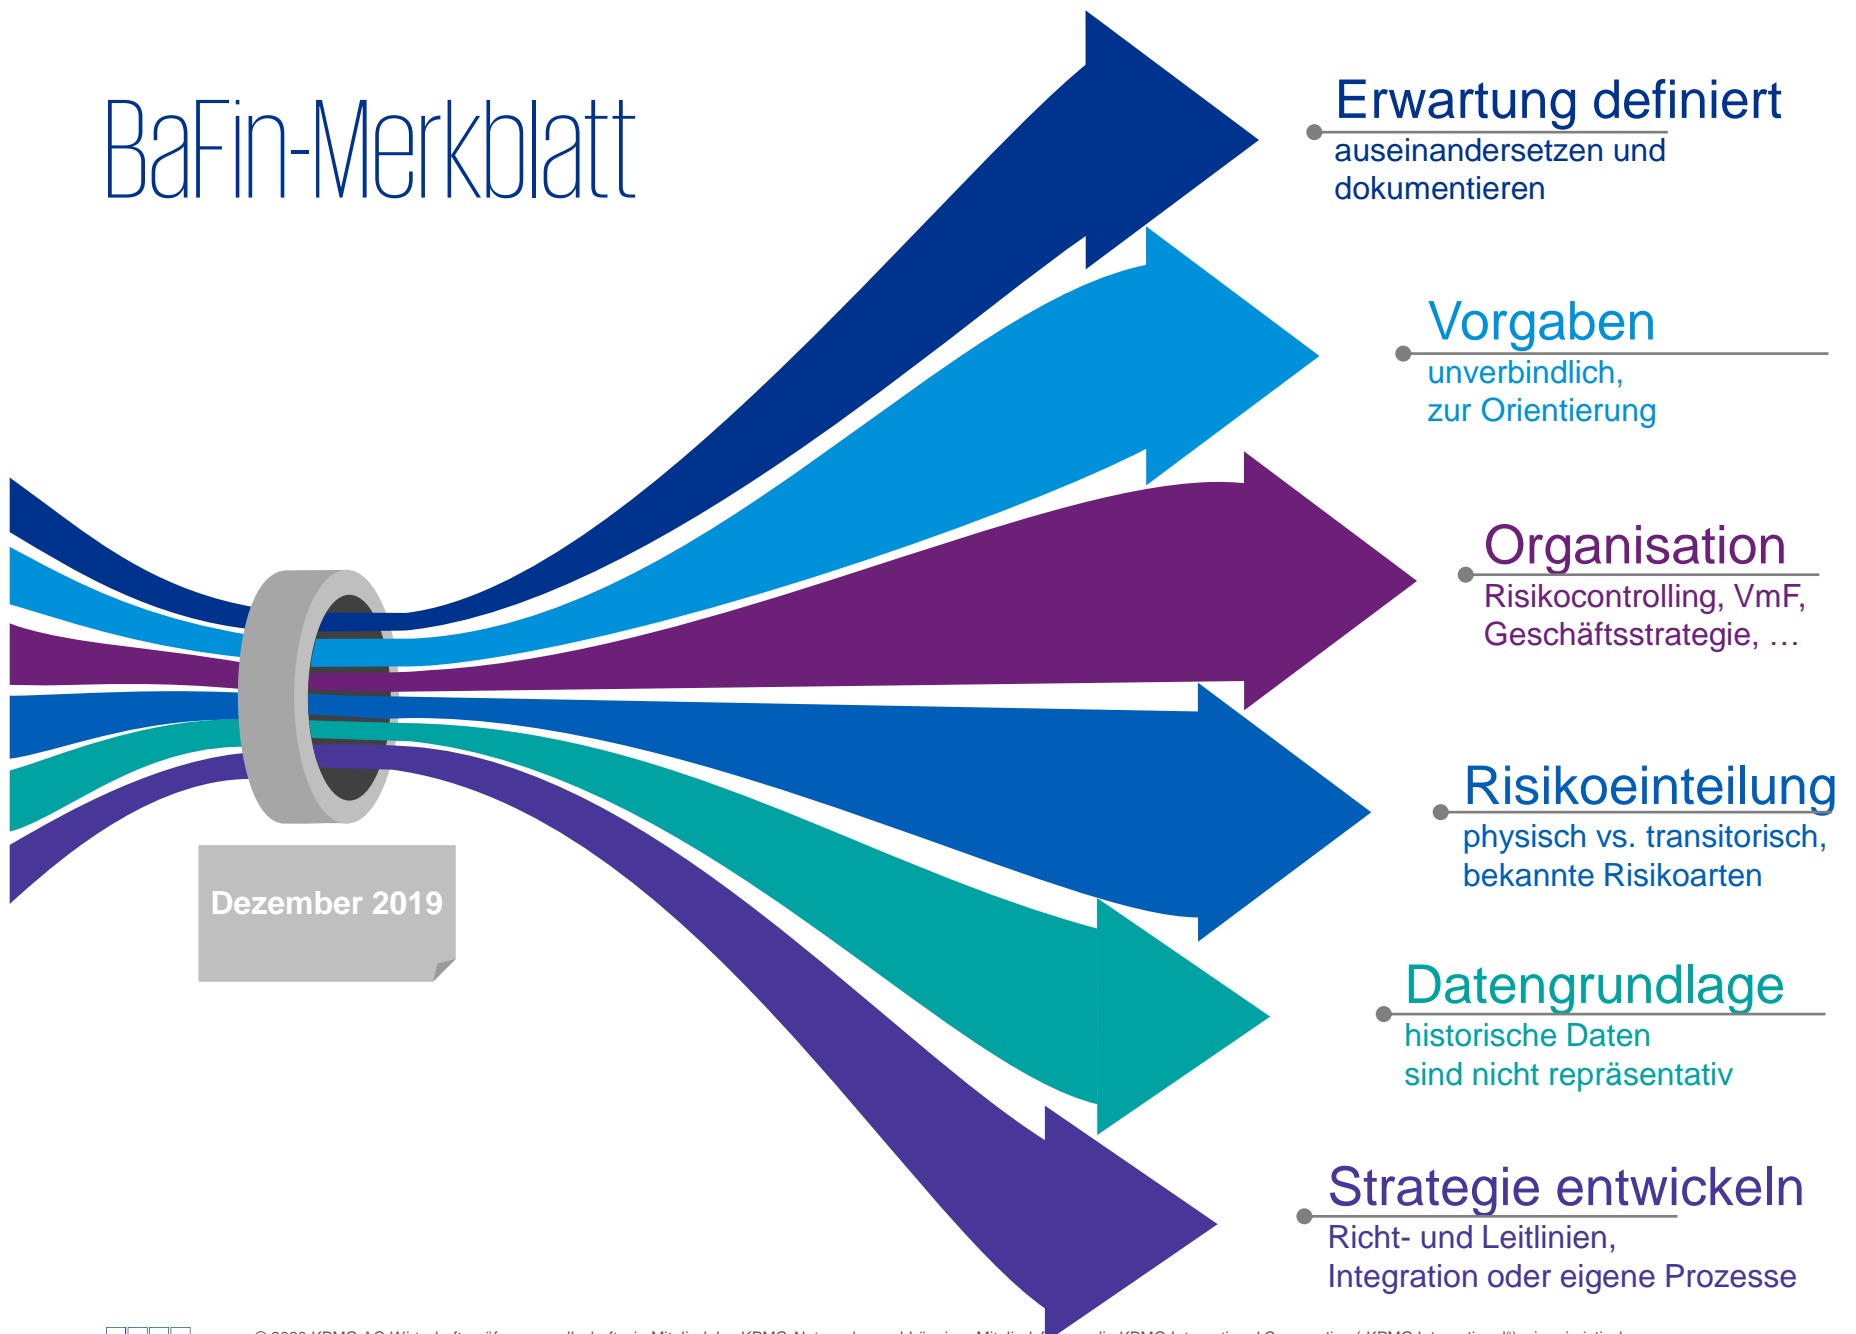 BaFin-Merkblatt
Erwartung definiert
auseinandersetzen und
dokumentieren
Vorgaben
unverbindlich,
zur Orientierung
Organisation
Risikocontrolling, VmF,
Geschäftsstrategie, …
Risikoeinteilung
physisch vs. transitorisch,
bekannte Risikoarten
Dezember 2019
Datengrundlage
historische Daten
sind nicht repräsentativ
Strategie entwickeln
Richt- und Leitlinien,
Integration oder eigene Prozesse